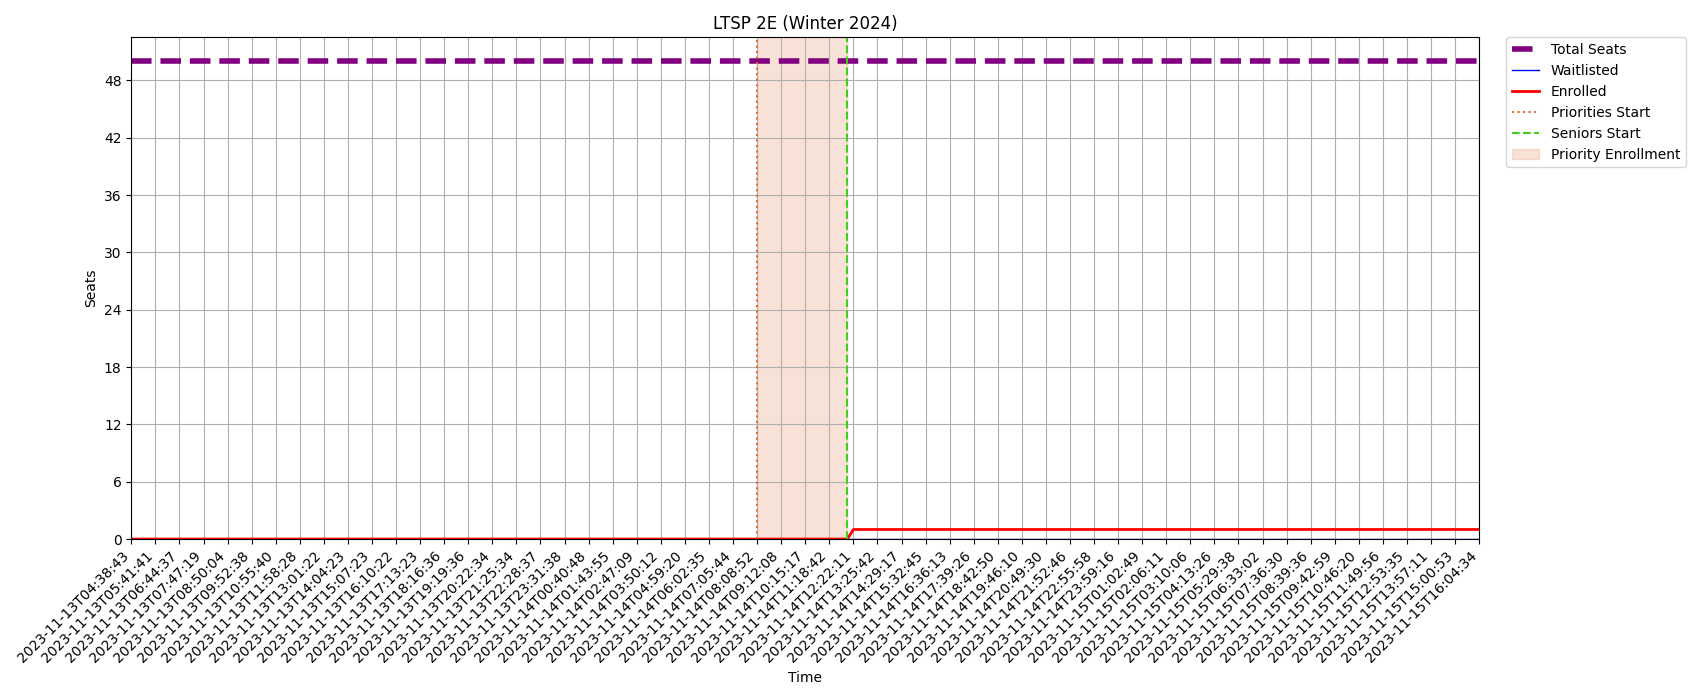 LTSP 2E (Winter 2024)
Total Seats
Waitlisted
Enrolled
Priorities Start
Seniors Start
Priority Enrollment
Seats
48
42
36
30
24
18
12
6
0
2023-11-13T04:38:43
2023-11-13T05:41:41
2023-11-13T06:44:37
2023-11-13T07:47:19
2023-11-13T08:50:04
2023-11-13T09:52:38
2023-11-13T10:55:40
2023-11-13T11:58:28
2023-11-13T13:01:22
2023-11-13T14:04:23
2023-11-13T15:07:23
2023-11-13T16:10:22
2023-11-13T17:13:23
2023-11-13T18:16:36
2023-11-13T19:19:36
2023-11-13T20:22:34
2023-11-13T21:25:34
2023-11-13T22:28:37
2023-11-13T23:31:38
2023-11-14T00:40:48
2023-11-14T01:43:55
2023-11-14T02:47:09
2023-11-14T03:50:12
2023-11-14T04:59:20
2023-11-14T06:02:35
2023-11-14T07:05:44
2023-11-14T08:08:52
2023-11-14T09:12:08
2023-11-14T10:15:17
2023-11-14T11:18:42
2023-11-14T12:22:11
2023-11-14T13:25:42
2023-11-14T14:29:17
2023-11-14T15:32:45
2023-11-14T16:36:13
2023-11-14T17:39:26
2023-11-14T18:42:50
2023-11-14T19:46:10
2023-11-14T20:49:30
2023-11-14T21:52:46
2023-11-14T22:55:58
2023-11-14T23:59:16
2023-11-15T01:02:49
2023-11-15T02:06:11
2023-11-15T03:10:06
2023-11-15T04:13:26
2023-11-15T05:29:38
2023-11-15T06:33:02
2023-11-15T07:36:30
2023-11-15T08:39:36
2023-11-15T09:42:59
2023-11-15T10:46:20
2023-11-15T11:49:56
2023-11-15T12:53:35
2023-11-15T13:57:11
2023-11-15T15:00:53
2023-11-15T16:04:34
Time